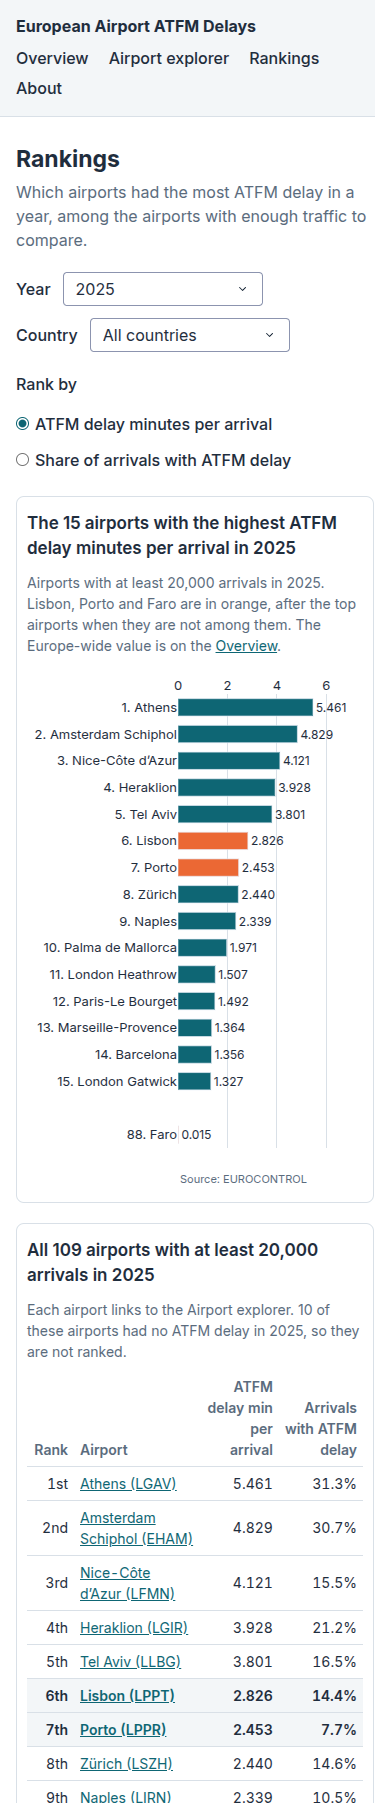 European Airport ATFM Delays
Overview Airport explorer Rankings
About
Rankings
Which airports had the most ATFM delay in a
year, among the airports with enough traffic to
compare.
Year 2025
Country All countries
Rank by
ATFM delay minutes per arrival
Share of arrivals with ATFM delay
The 15 airports with the highest ATFM
delay minutes per arrival in 2025
Airports with at least 20,000 arrivals in 2025.
Lisbon, Porto and Faro are in orange, after the top
airports when they are not among them. The
Europe-wide value is on the Overview.
0 2 4 6
1. Athens 5.461
2. Amsterdam Schiphol 4.829
3. Nice-Côte d’Azur 4.121
4. Heraklion 3.928
5. Tel Aviv 3.801
6. Lisbon 2.826
7. Porto 2.453
8. Zürich 2.440
9. Naples 2.339
10. Palma de Mallorca 1.971
11. London Heathrow 1.507
12. Paris-Le Bourget 1.492
13. Marseille-Provence 1.364
14. Barcelona 1.356
15. London Gatwick 1.327
88. Faro 0.015
Source: EUROCONTROL
All 109 airports with at least 20,000
arrivals in 2025
Each airport links to the Airport explorer. 10 of
these airports had no ATFM delay in 2025, so they
are not ranked.
ATFM
delay min Arrivals
per with ATFM
Rank Airport arrival delay
1st Athens (LGAV) 5.461 31.3%
2nd Amsterdam
Schiphol (EHAM) 4.829 30.7%
3rd Nice-Côte
d’Azur (LFMN) 4.121 15.5%
4th Heraklion (LGIR) 3.928 21.2%
5th Tel Aviv (LLBG) 3.801 16.5%
6th Lisbon (LPPT) 2.826 14.4%
7th Porto (LPPR) 2.453 7.7%
8th Zürich (LSZH) 2.440 14.6%
9th Naples (LIRN) 2.339 10.5%